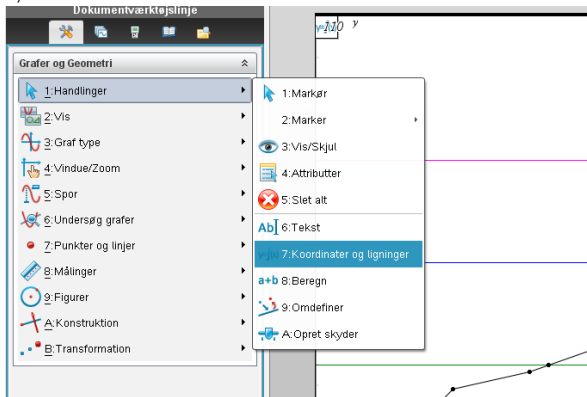 Dokumentværktøjslinje
Grafer og Geometri
1:Handlinger
2:Vis
3:Graf type
4:Vindue/Zoom
5:Spor
6:Undersøg grafer
7:Punkter og linjer
8:Målinger
9:Figurer
A:Konstruktion
B:Transformation
1:Markør
2:Marker
3:Vis/Skjul
4:Attributter
5:Slet alt
Ab 6:Tekst
7:Koordinater og ligninger
a+b 8:Beregn
9:Omdefiner
A:Opret skyder
y